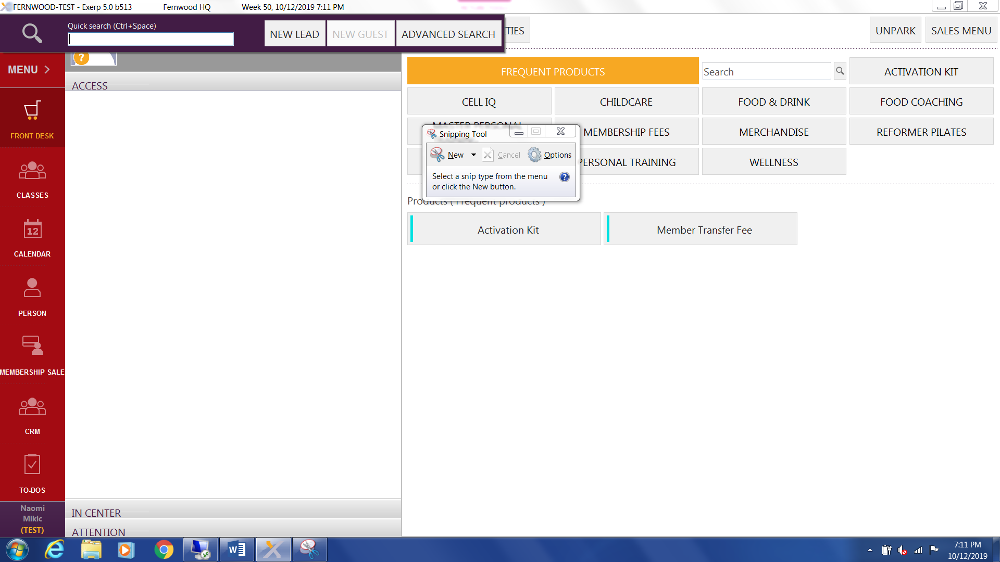 FERNWOOD-TEST - Exerp 5.0 b513 Fernwood HQ Week 50, 10/12/2019 7:11 PM
Quick search (Ctrl+Space)
NEW LEAD NEW GUEST ADVANCED SEARCH TIES UNPARK SALES MENU
MENU
ACCESS
FREQUENT PRODUCTS Search ACTIVATION KIT
CELL IQ CHILDCARE FOOD & DRINK FOOD COACHING
MASTER PERSONAL MEMBERSHIP FEES MERCHANDISE REFORMER PILATES
PERSONAL TRAINING WELLNESS
Snipping Tool
New Cancel Options
Select a snip type from the menu
or click the New button.
Products ( Frequent products )
Activation Kit Member Transfer Fee
FRONT DESK
CLASSES
12
CALENDAR
PERSON
MEMBERSHIP SALE
CRM
TO-DOS
Naomi
Mikic
(TEST)
IN CENTER
ATTENTION
7:11 PM
10/12/2019